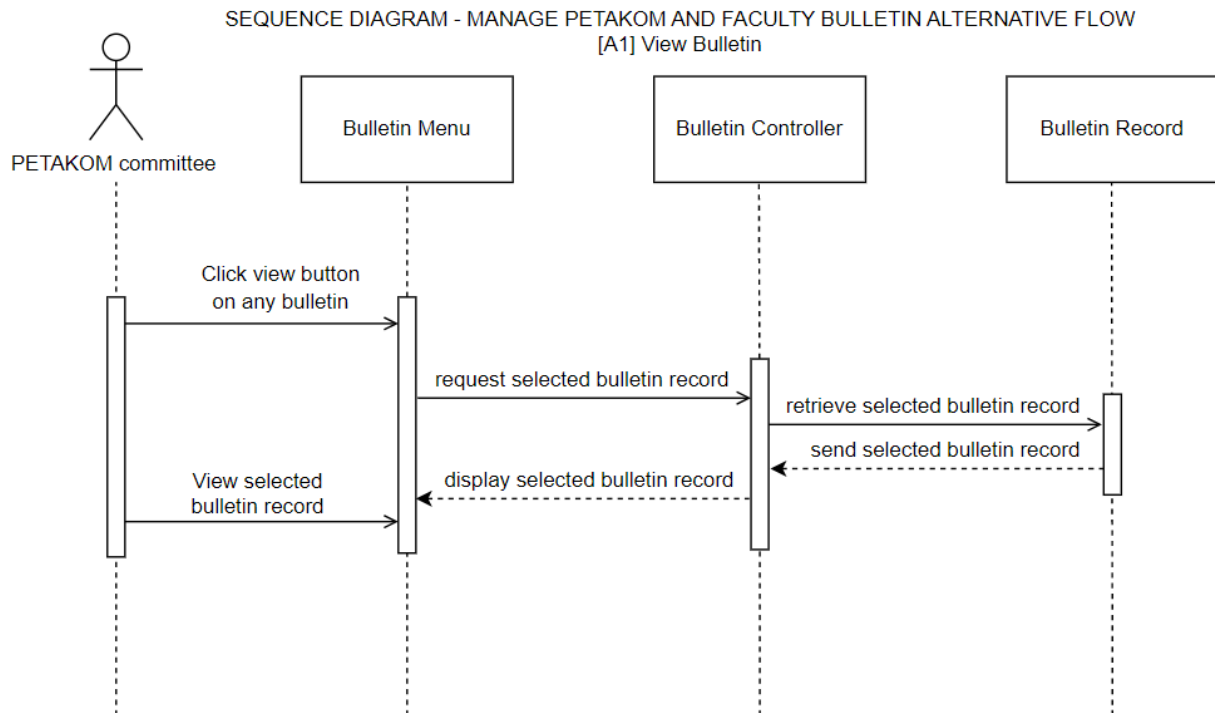 SEQUENCE DIAGRAM - MANAGE PETAKOM AND FACULTY BULLETIN ALTERNATIVE FLOW
[A1] View Bulletin
PETAKOM committee
Bulletin Menu
Bulletin Controller
Bulletin Record
Click view button
on any bulletin
request selected bulletin record
retrieve selected bulletin record
send selected bulletin record
display selected bulletin record
View selected
bulletin record